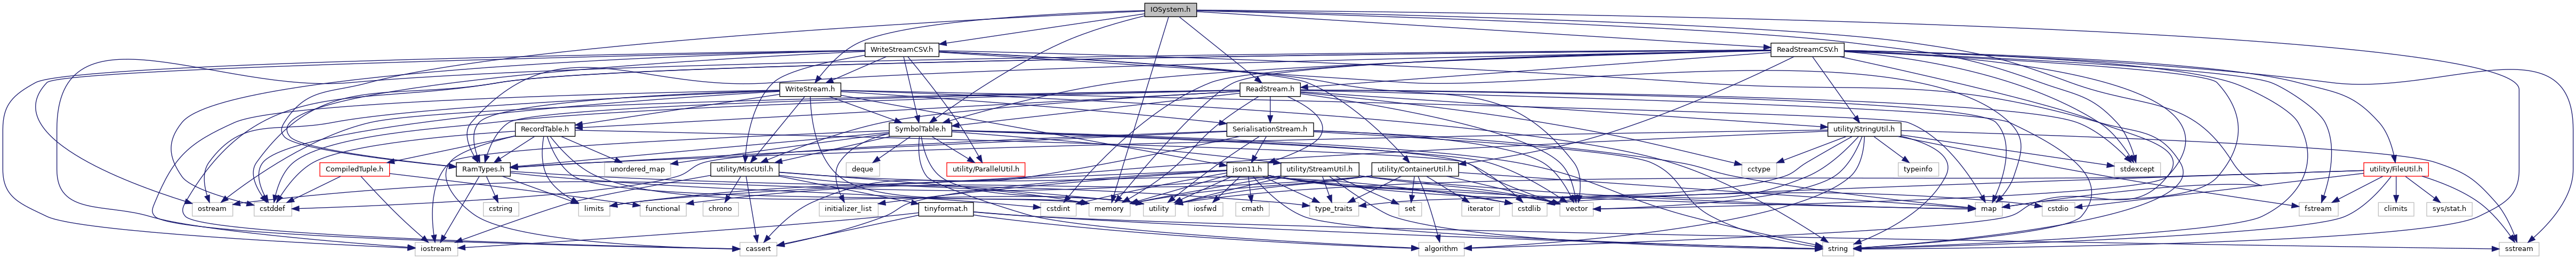 IOSystem.h
WriteStreamCSV.h
ReadStreamCSV.h
WriteStream.h
ReadStream.h
RecordTable.h
SymbolTable.h
SerialisationStream.h
utility/StringUtil.h
CompiledTuple.h
RamTypes.h
unordered_map
utility/MiscUtil.h
deque
utility/ParallelUtil.h
json11.h
utility/StreamUtil.h
utility/ContainerUtil.h
cctype
typeinfo
stdexcept
utility/FileUtil.h
ostream
cstddef
cstring
limits
functional
chrono
initializer_list
tinyformat.h
cstdint
memory
utility
iosfwd
cmath
type_traits
set
iterator
cstdlib
vector
map
cstdio
fstream
climits
sys/stat.h
iostream
cassert
algorithm
string
sstream